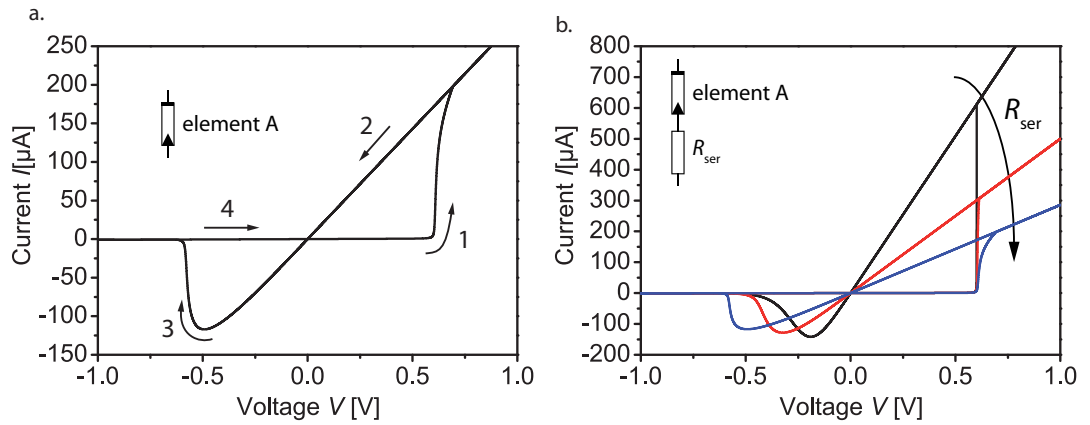 a.
250
200
150
100
50
0
-50
-100
-150
Current I[µA]
-1.0 -0.5 0.0 0.5 1.0
Voltage V [V]
element A
2
4
1
3
b.
800
700
600
500
400
300
200
100
0
-100
-200
Current I[µA]
-1.0 -0.5 0.0 0.5 1.0
Voltage V [V]
element A
Rser
Rser